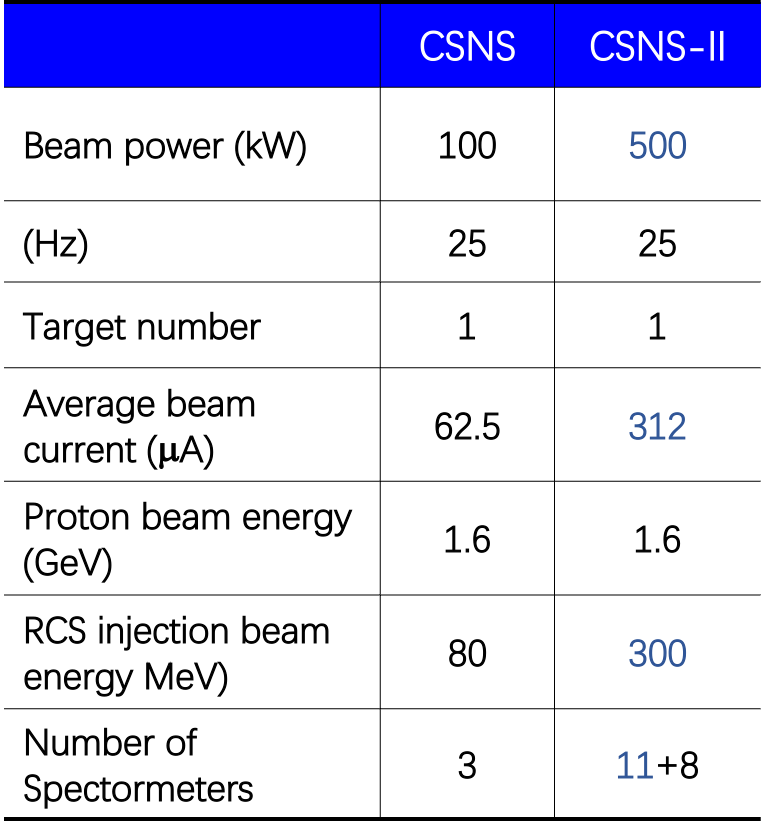 CSNS CSNS-II
Beam power (kW) 100 500
(Hz) 25 25
Target number 1 1
Average beam
current (μA) 62.5 312
Proton beam energy
(GeV) 1.6 1.6
RCS injection beam
energy MeV) 80 300
Number of
Spectormeters 3 11+8